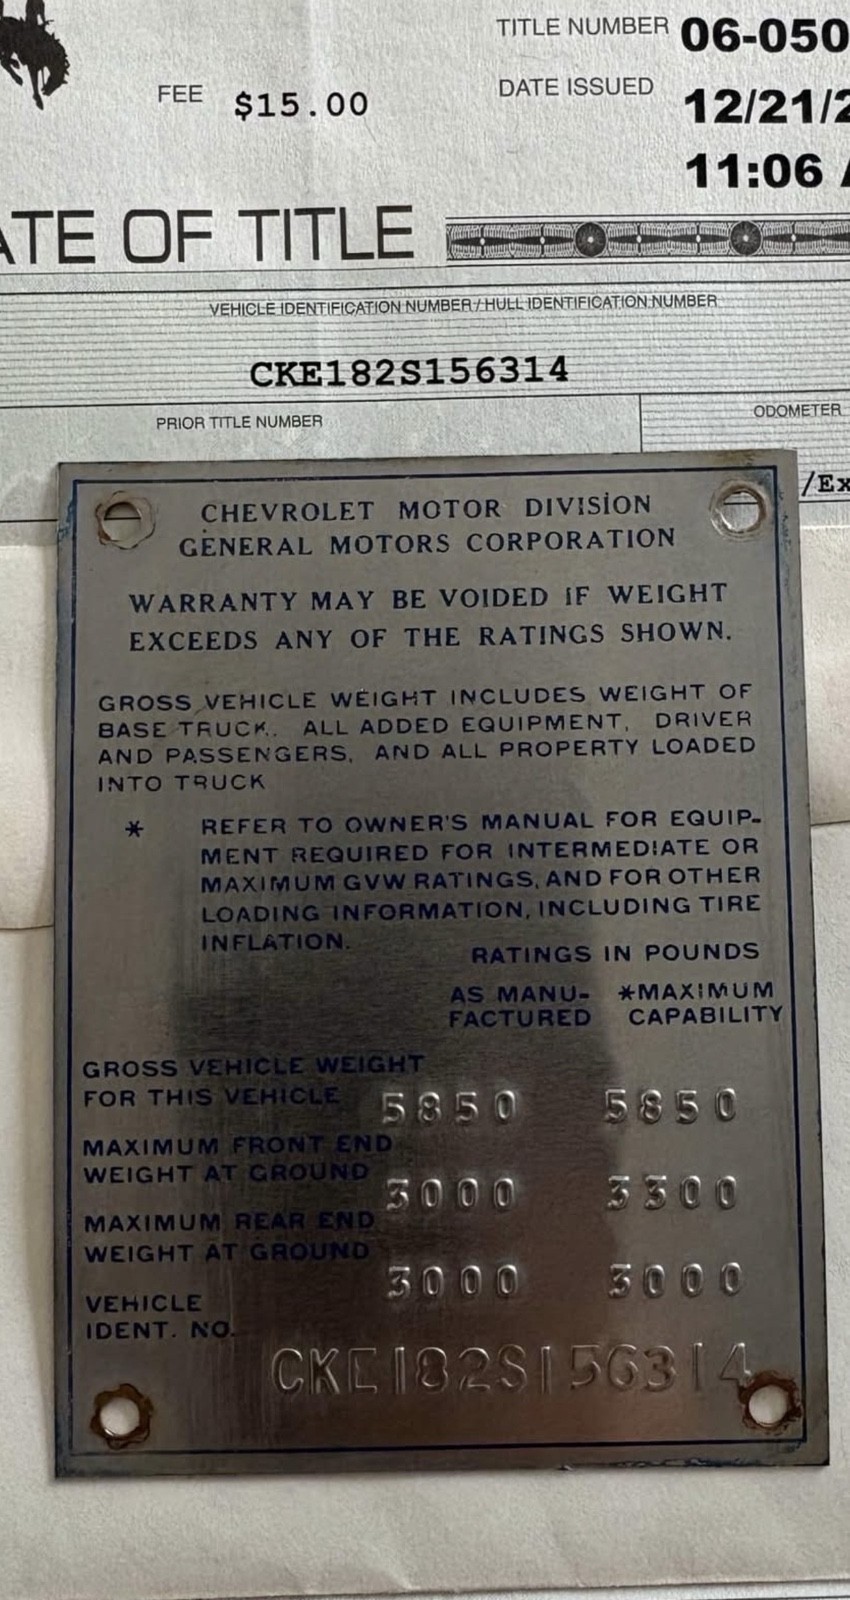 TITLE NUMBER 06-050
FEE $15.00
DATE ISSUED 12/21/2
11:06
ATE OF TITLE
VEHICLE IDENTIFICATION NUMBER / HULL IDENTIFICATION NUMBER
CKE182S156314
PRIOR TITLE NUMBER
ODOMETER
/Ex
CHEVROLET MOTOR DIVISION
GENERAL MOTORS CORPORATION
WARRANTY MAY BE VOIDED IF WEIGHT
EXCEEDS ANY OF THE RATINGS SHOWN.
GROSS VEHICLE WEIGHT INCLUDES WEIGHT OF
BASE TRUCK, ALL ADDED EQUIPMENT, DRIVER
AND PASSENGERS, AND ALL PROPERTY LOADED
INTO TRUCK
* REFER TO OWNER'S MANUAL FOR EQUIP-
MENT REQUIRED FOR INTERMEDIATE OR
MAXIMUM GVW RATINGS, AND FOR OTHER
LOADING INFORMATION, INCLUDING TIRE
INFLATION.
RATINGS IN POUNDS
AS MANU- *MAXIMUM
FACTURED CAPABILITY
GROSS VEHICLE WEIGHT
FOR THIS VEHICLE 5850 5850
MAXIMUM FRONT END
WEIGHT AT GROUND 3000 3300
MAXIMUM REAR END
WEIGHT AT GROUND 3000 3000
VEHICLE
IDENT. NO.
CKE182S156314